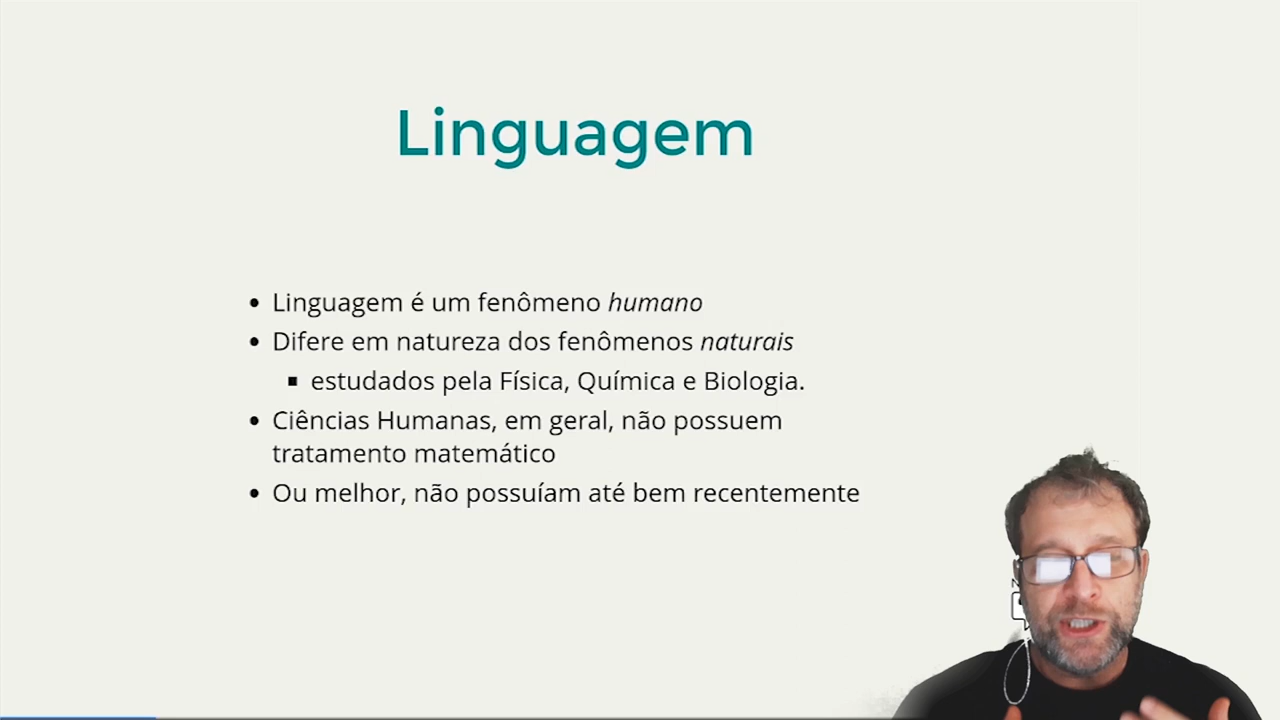 Linguagem
Linguagem é um fenômeno humano
Difere em natureza dos fenômenos naturais
estudados pela Física, Química e Biologia.
Ciências Humanas, em geral, não possuem
tratamento matemático
Ou melhor, não possuíam até bem recentemente